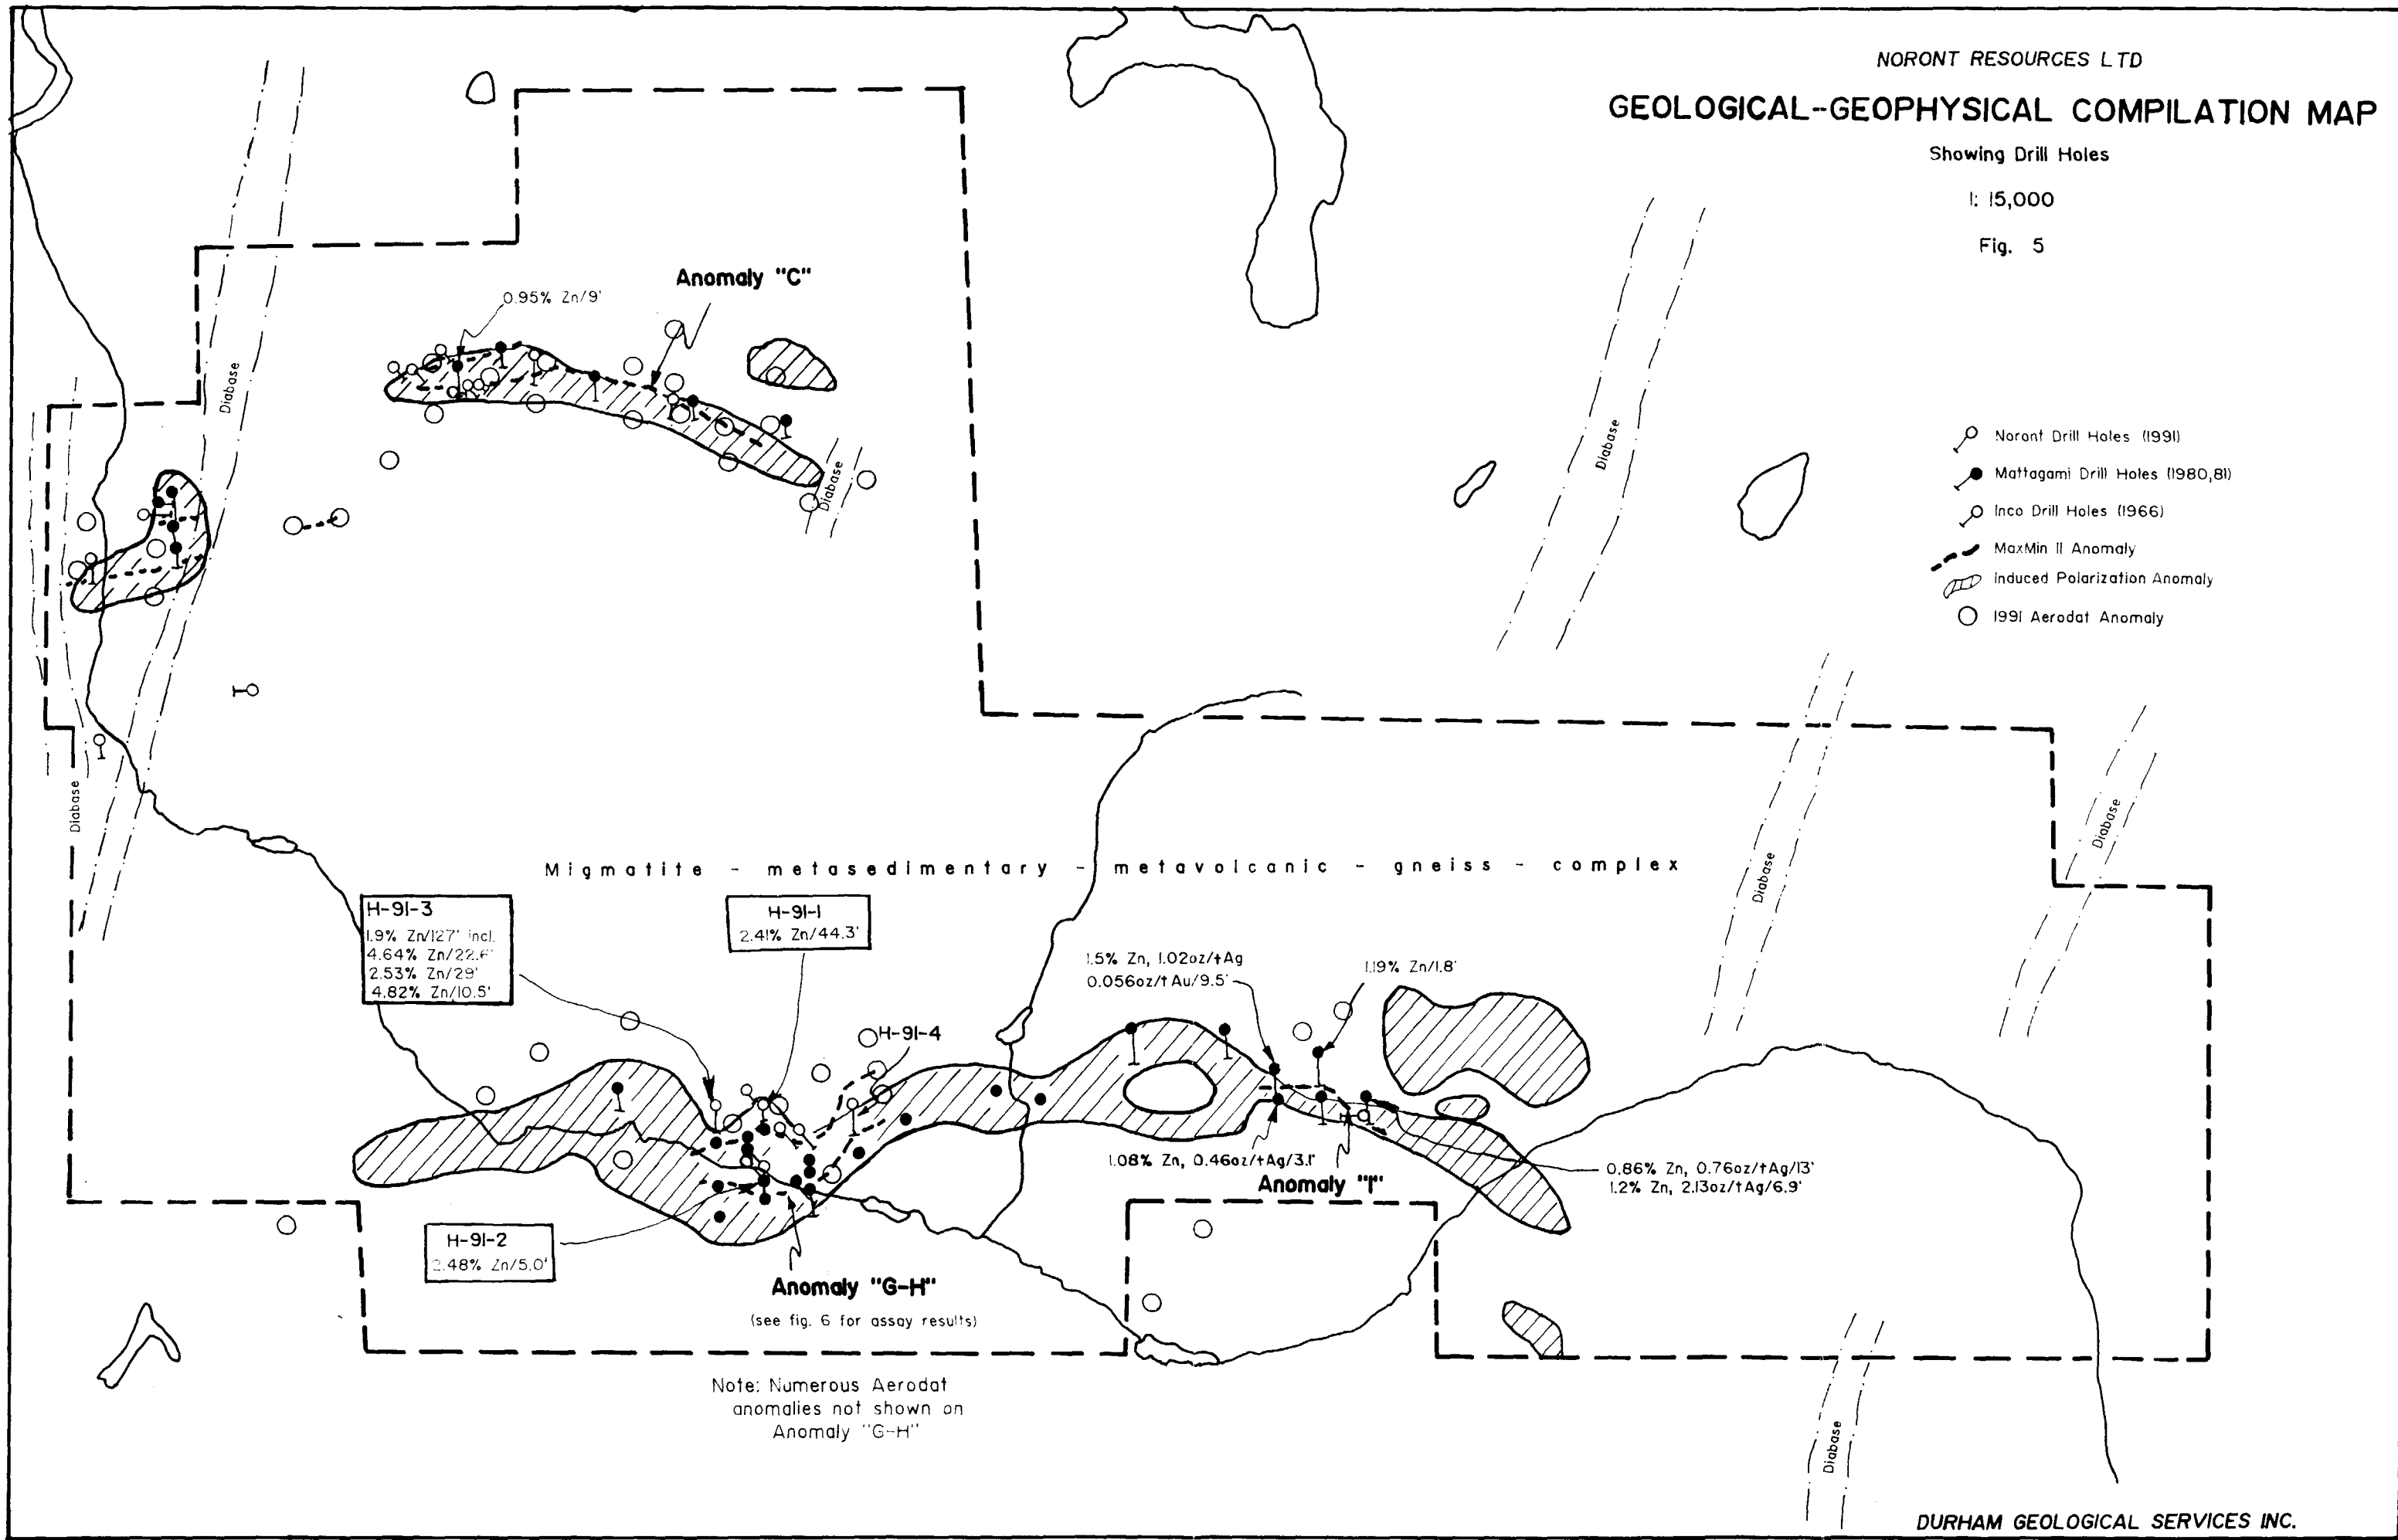 NORONT RESOURCES LTD
GEOLOGICAL-GEOPHYSICAL COMPILATION MAP
Showing Drill Holes
1: 15,000
Fig. 5
Anomaly "C"
0.95% Zn/9'
Diabase
Diabase
Diabase
Noront Drill Holes (1991)
Mattagami Drill Holes (1980,81)
Inco Drill Holes (1966)
MaxMin II Anomaly
Induced Polarization Anomaly
1991 Aerodat Anomaly
Diabase
Diabase
Diabase
Migmatite - metasedimentary - metavolcanic - gneiss - complex
H-91-3
1.9% Zn/127' incl.
4.64% Zn/22.6'
2.53% Zn/29'
4.82% Zn/10.5'
H-91-1
2.41% Zn/44.3'
1.5% Zn, 1.02oz/tAg
0.056oz/tAu/9.5'
1.19% Zn/1.8'
H-91-4
1.08% Zn, 0.46oz/tAg/3.1'
Anomaly "I"
0.86% Zn, 0.76oz/tAg/13'
1.2% Zn, 2.13oz/tAg/6.9'
H-91-2
Zn/5.0'
Anomaly "G-H"
(see fig. 6 for assay results)
Note: Numerous Aerodat
anomalies not shown on
Anomaly "G-H"
Diabase
DURHAM GEOLOGICAL SERVICES INC.